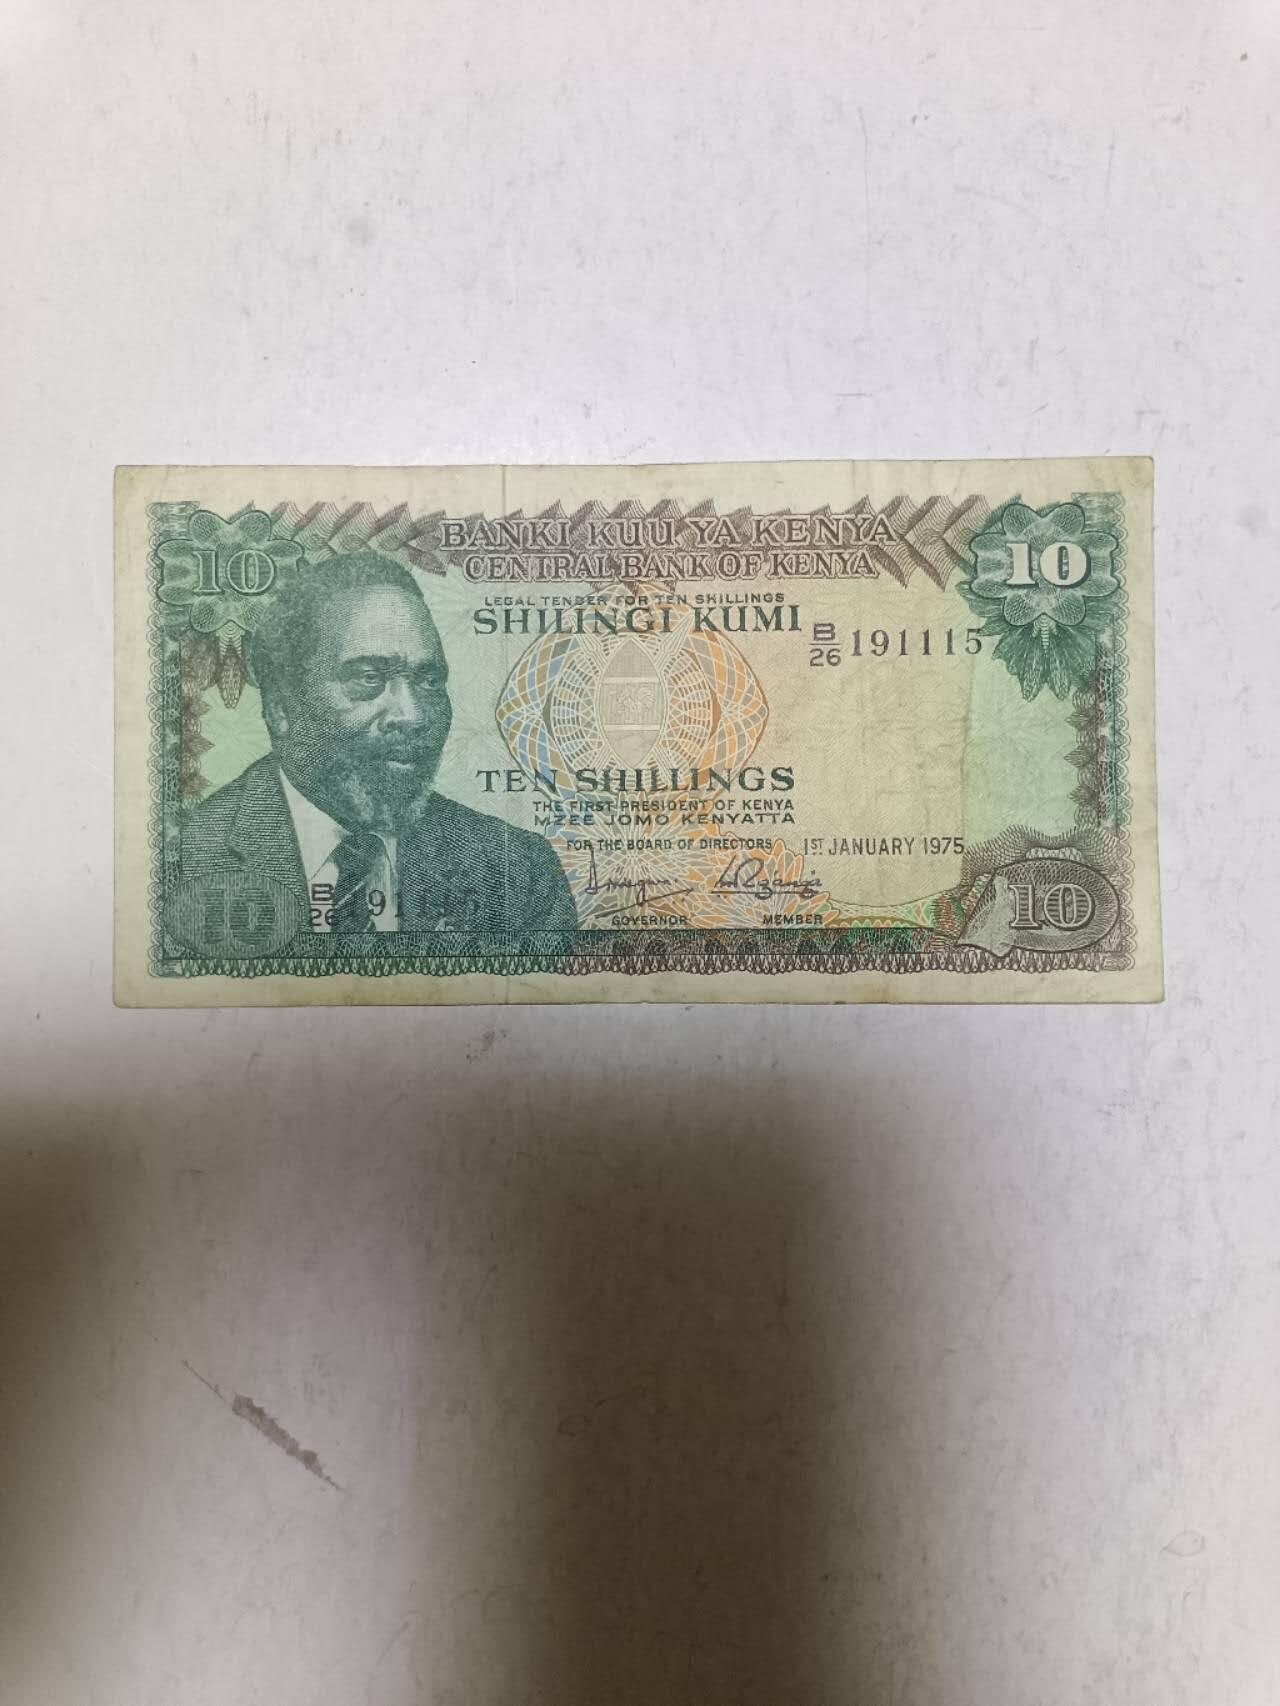 BANKI KUU YA KENYA
CENTRAL BANK OF KENYA
10
10
LEGAL TENDER FOR TEN SHILLINGS
SHILINGI KUMI
B/26 191115
TEN SHILLINGS
THE FIRST PRESIDENT OF KENYA
MZEE JOMO KENYATTA
FOR THE BOARD OF DIRECTORS
1ST JANUARY 1975
10
B/26 191115
GOVERNOR
MEMBER
10